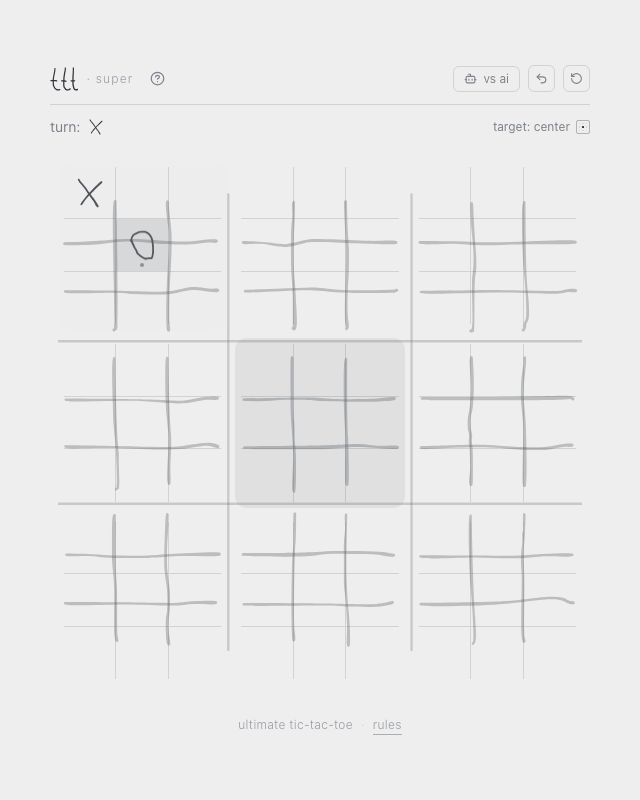 ttt · super
vs ai
turn: X
target: center
X
O
ultimate tic-tac-toe · rules